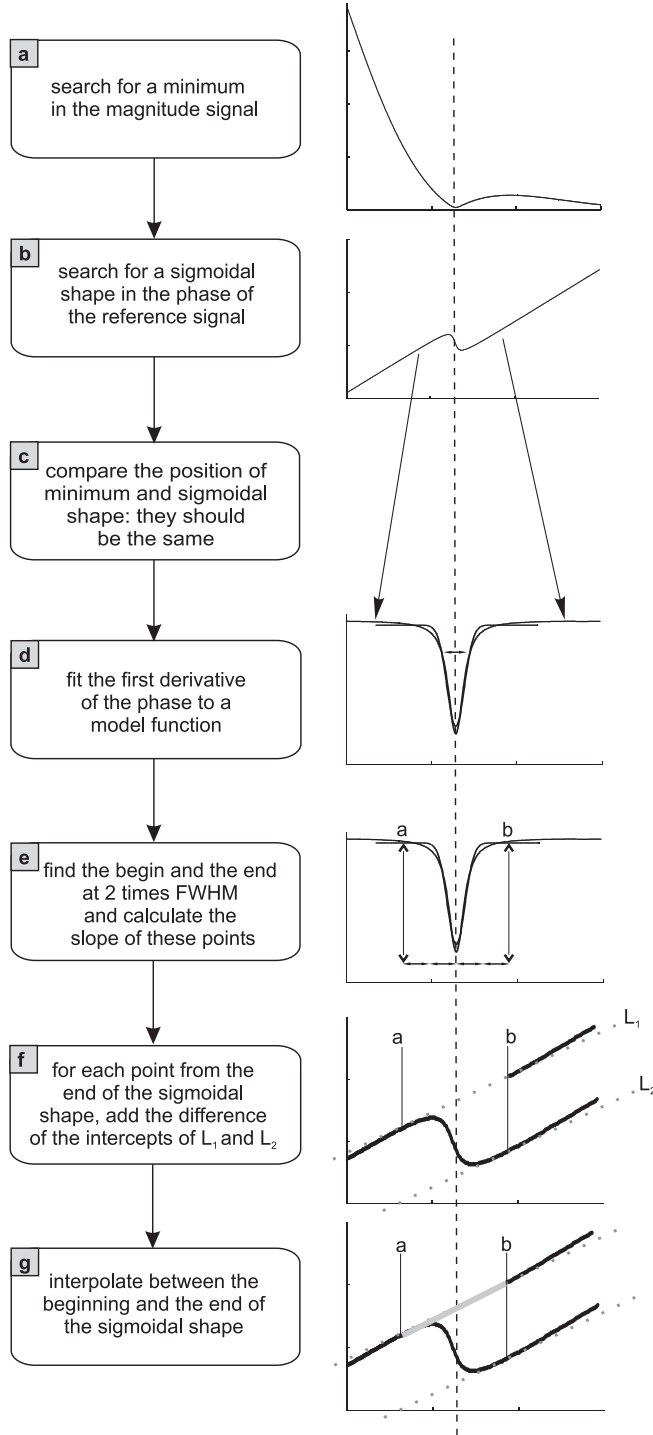 a
search for a minimum
in the magnitude signal
b
search for a sigmoidal
shape in the phase of
the reference signal
c
compare the position of
minimum and sigmoidal
shape: they should
be the same
d
fit the first derivative
of the phase to a
model function
e
find the begin and the end
at 2 times FWHM
and calculate the
slope of these points
a b
f
for each point from the
end of the sigmoidal
shape, add the difference
of the intercepts of L₁ and L₂
a b
L₁
L₂
g
interpolate between the
beginning and the end of
the sigmoidal shape
a b